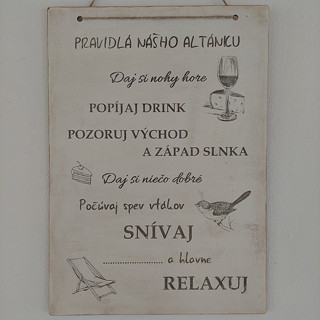 PRAVIDLÁ NÁŠHO ALTÁNKU
Daj si nohy hore
POPÍJAJ DRINK
POZORUJ VÝCHOD
A ZÁPAD SLNKA
Daj si niečo dobré
Počúvaj spev vtákov
SNÍVAJ
........................ a hlavne
RELAXUJ